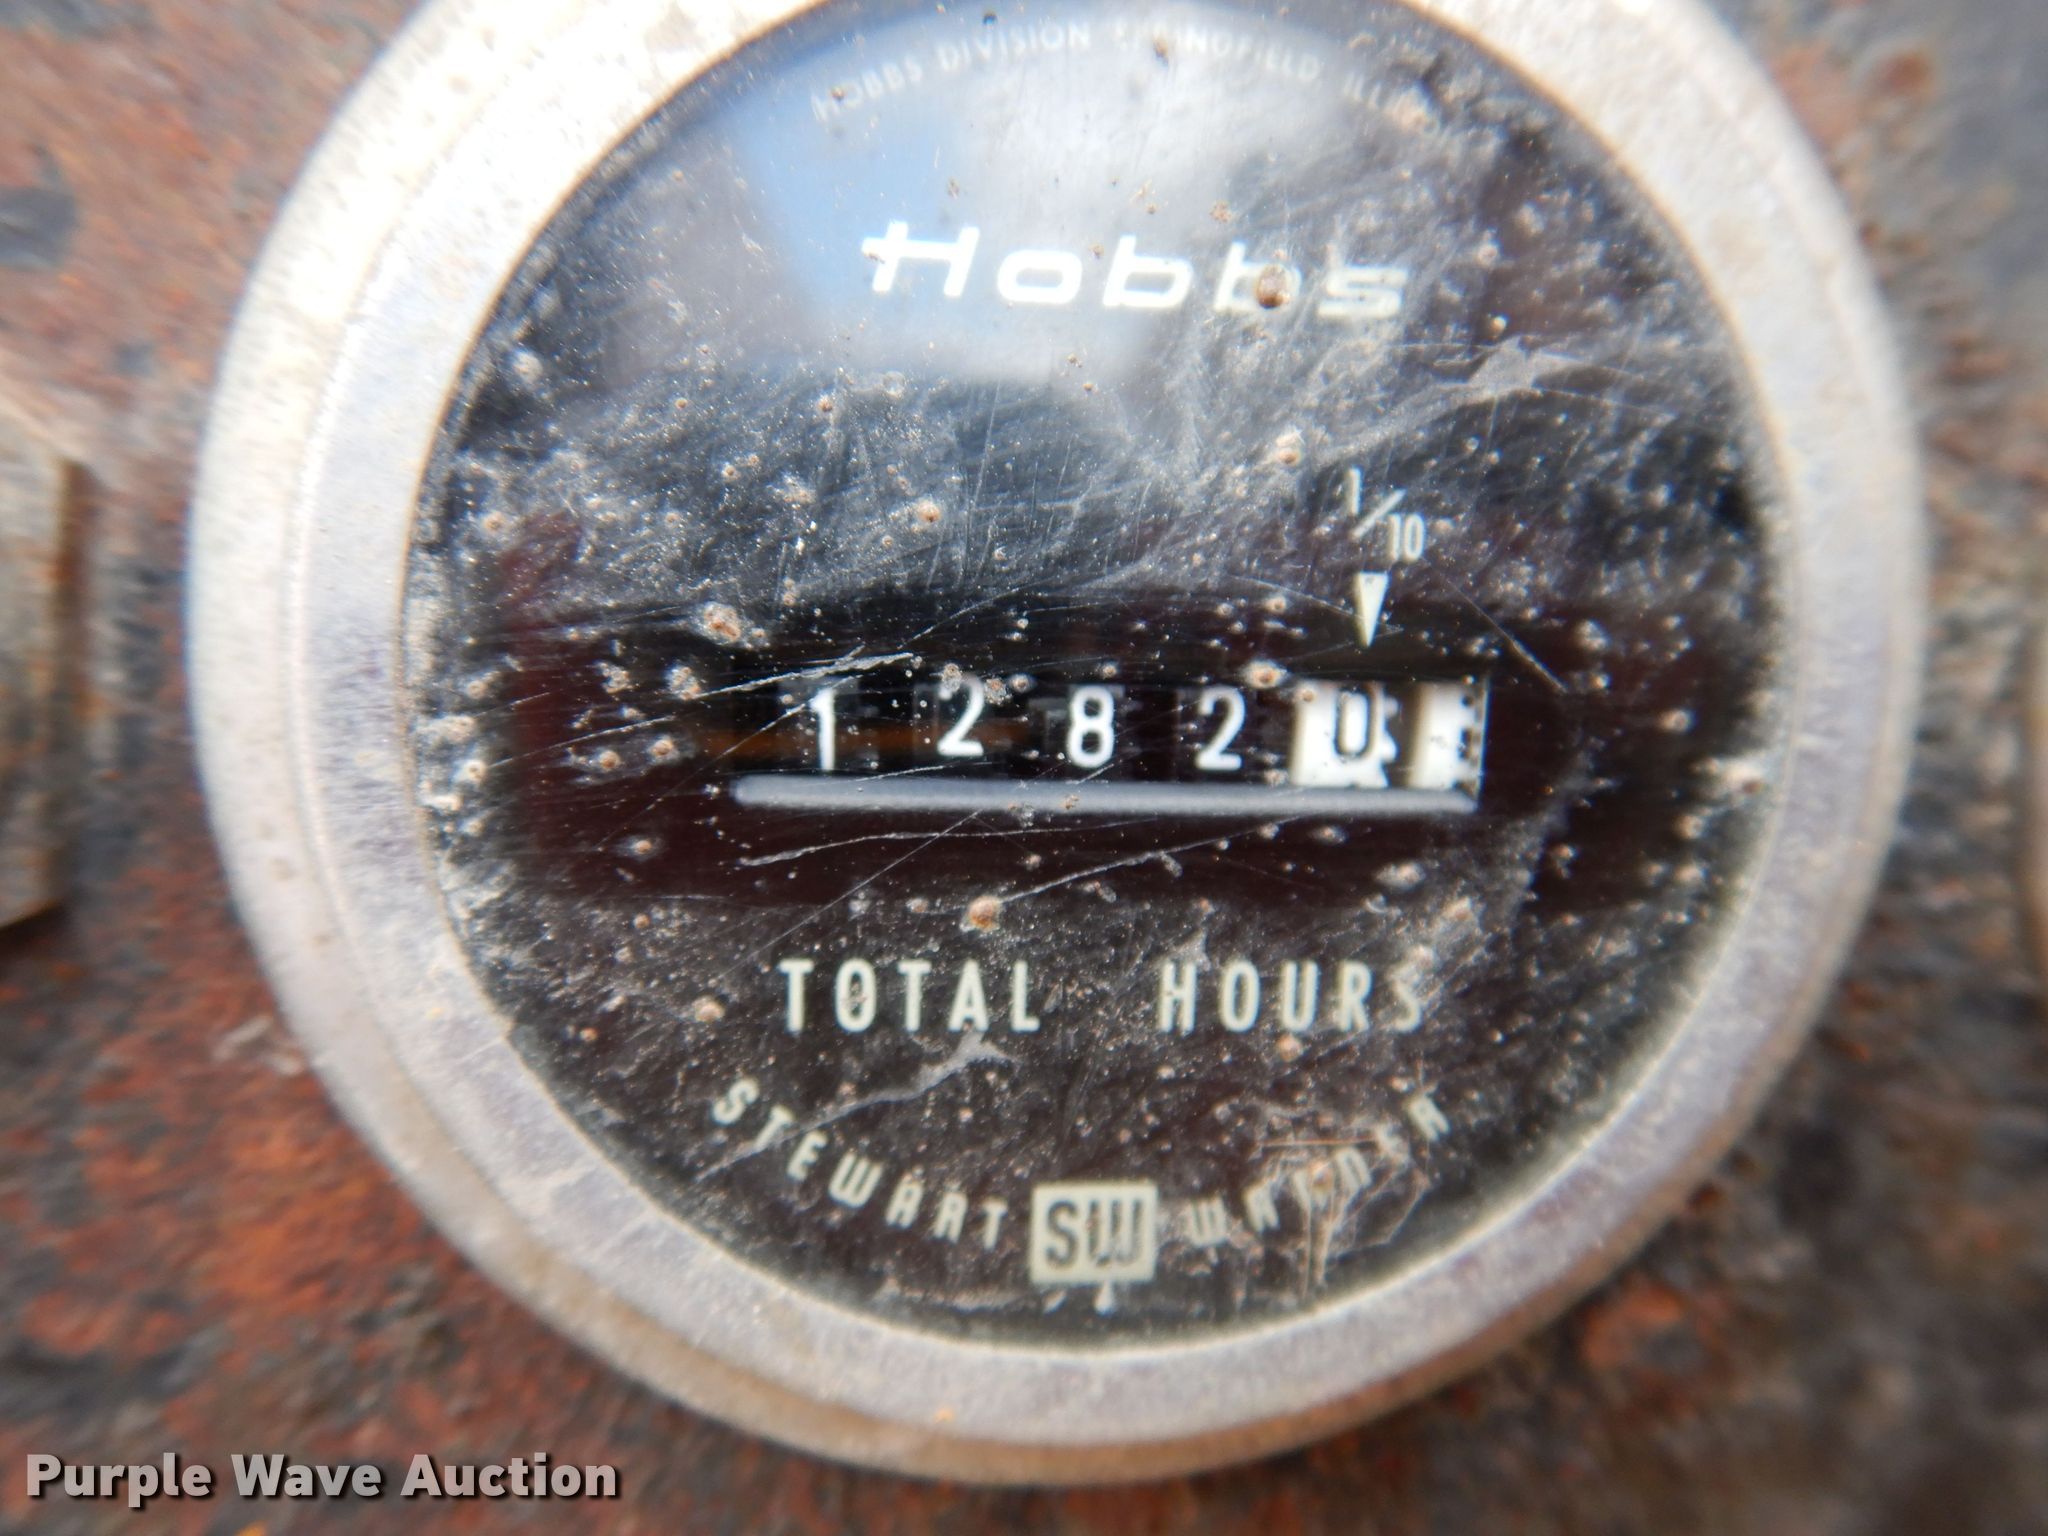 HOBBS DIVISION SPRINGFIELD
Hobbs
1/10
1 2 8 2 0
TOTAL HOURS
STEWART SW WARNER
Purple Wave Auction